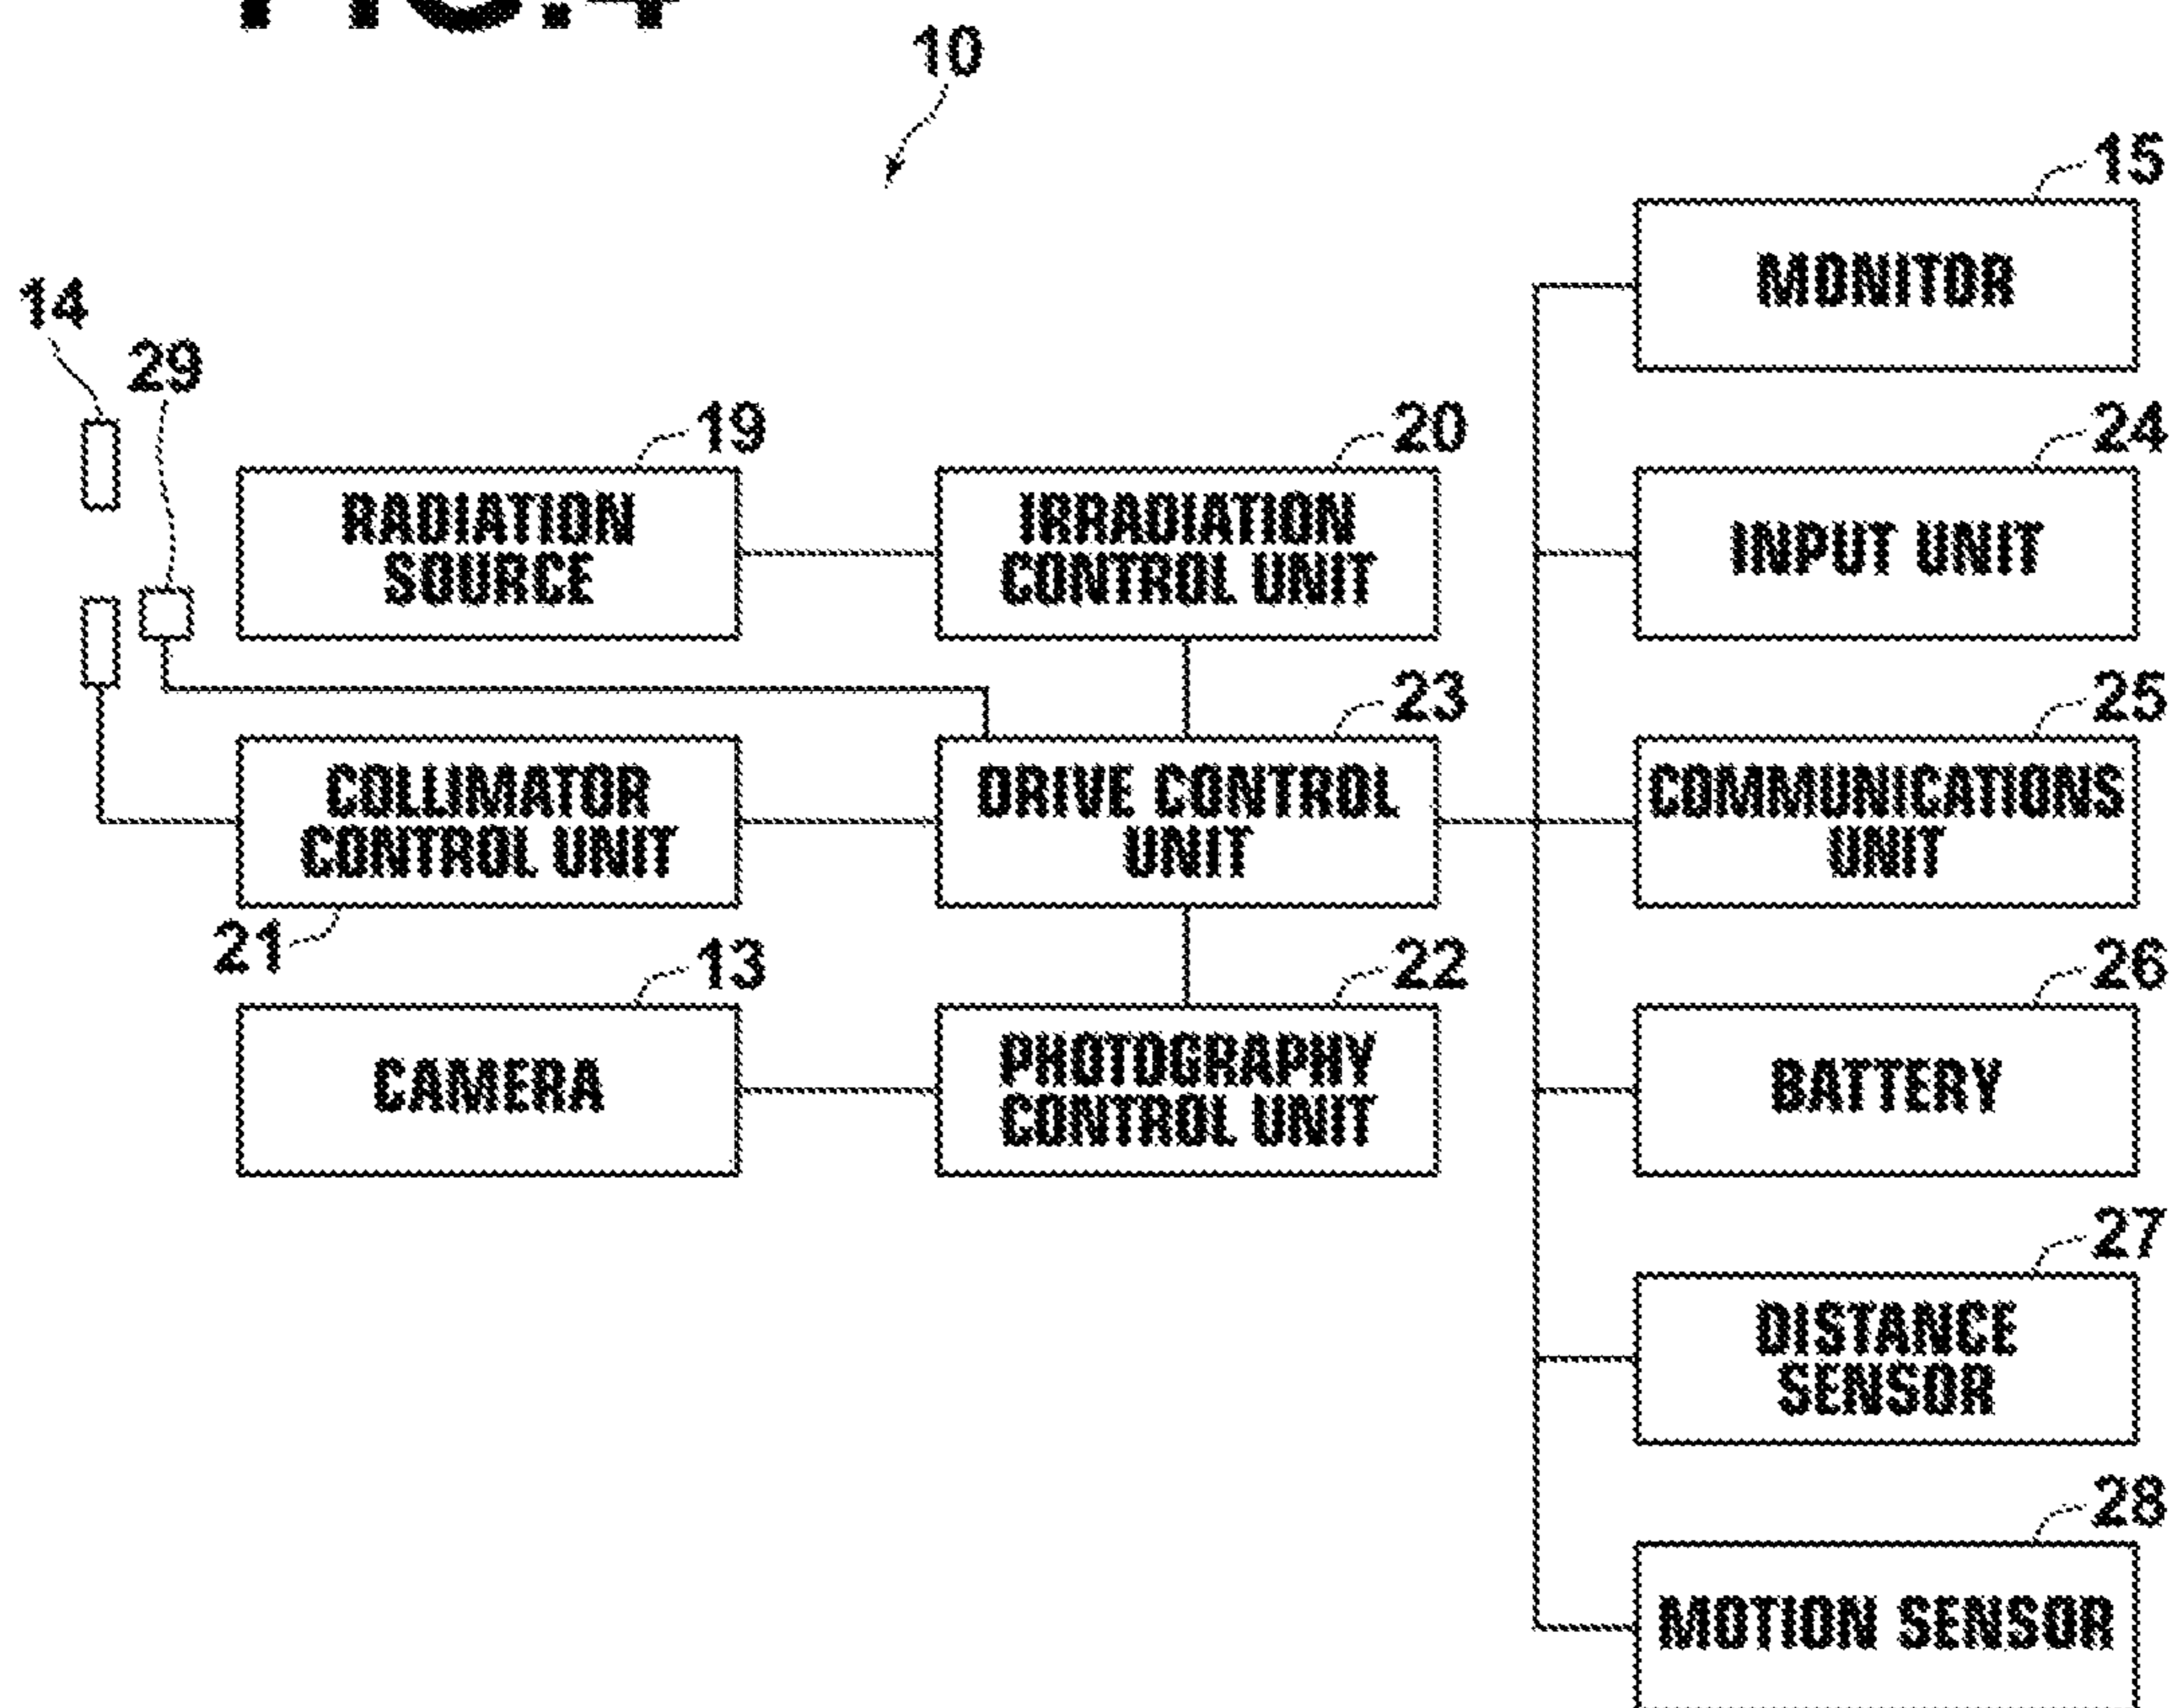 FIG.4
10
15
MONITOR
14
29
19
RADIATION
SOURCE
20
IRRADIATION
CONTROL UNIT
24
INPUT UNIT
23
DRIVE CONTROL
UNIT
25
COMMUNICATIONS
UNIT
COLLIMATOR
CONTROL UNIT
21
13
CAMERA
22
PHOTOGRAPHY
CONTROL UNIT
26
BATTERY
27
DISTANCE
SENSOR
28
MOTION SENSOR